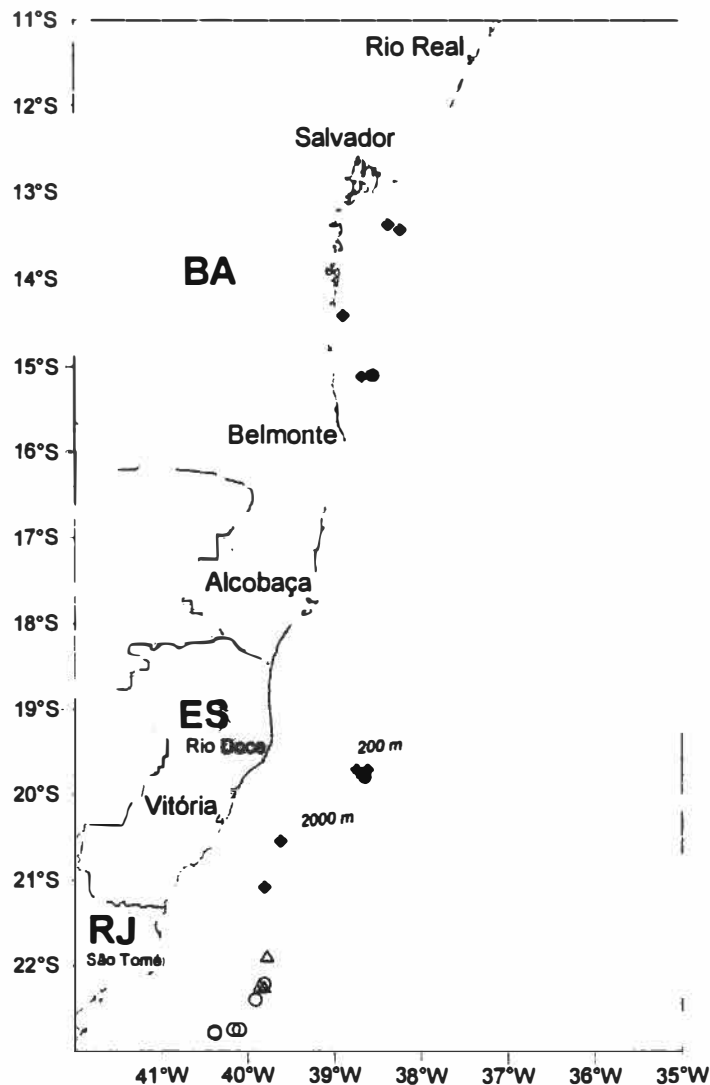 11°S
Rio Real
12°S
Salvador
13°S
BA
14°S
15°S
Belmonte
16°S
17°S
Alcobaça
18°S
19°S
ES
Rio Doce
200 m
20°S
Vitória
2000 m
21°S
RJ
São Tomé
22°S
41°W 40°W 39°W 38°W 37°W 36°W 35°W